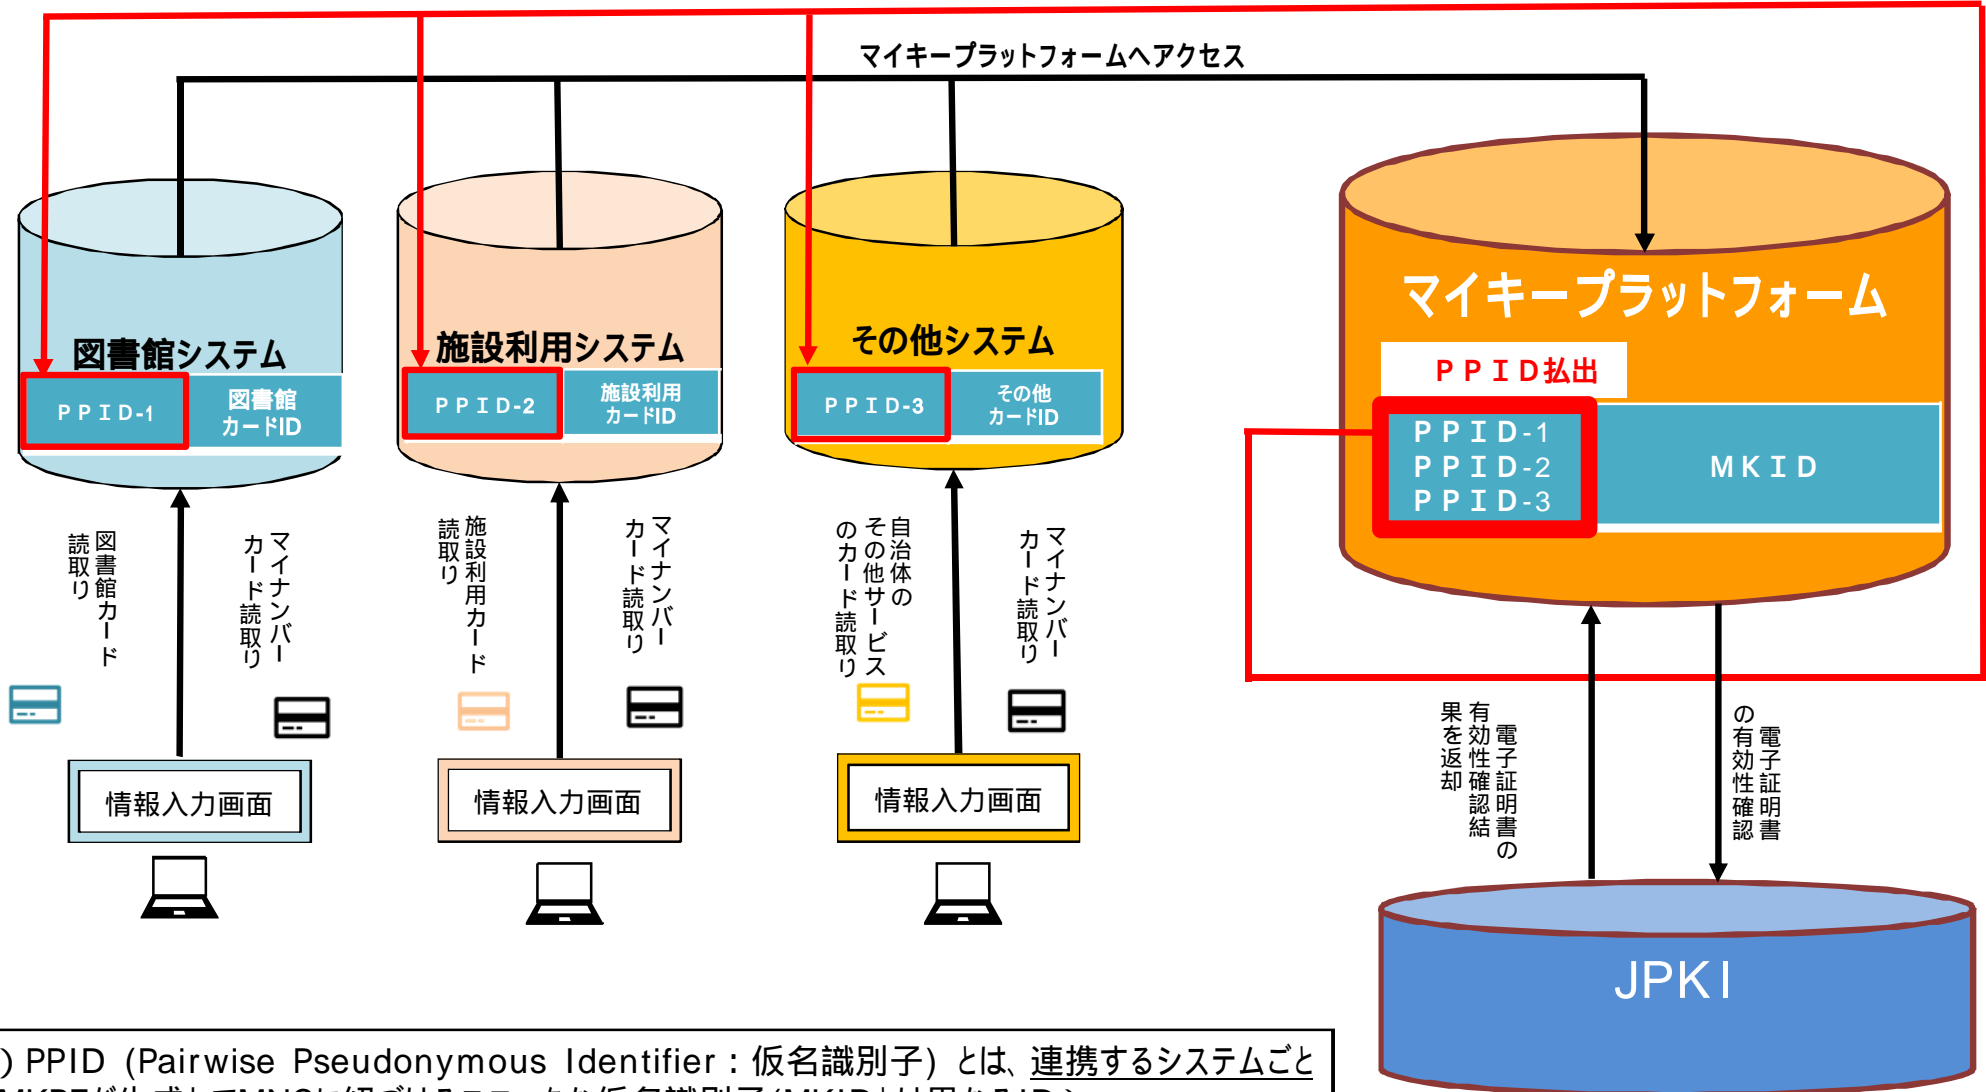 マイキープラットフォームへアクセス
図書館システム
ＰＰＩＤ-1
図書館
カードID
施設利用システム
ＰＰＩＤ-2
施設利用
カードID
その他システム
ＰＰＩＤ-3
その他
カードID
マイキープラットフォーム
ＰＰＩＤ払出
ＰＰＩＤ-1
ＰＰＩＤ-2
ＰＰＩＤ-3
ＭＫＩＤ
図書館カード
読取り
マイナンバー
カード読取り
施設利用カード
読取り
マイナンバー
カード読取り
自治体の
その他サービス
のカード読取り
マイナンバー
カード読取り
情報入力画面
情報入力画面
情報入力画面
電子証明書の
有効性確認結
果を返却
電子証明書
の有効性確認
JPKI
）PPID (Pairwise Pseudonymous Identifier：仮名識別子) とは、連携するシステムごと